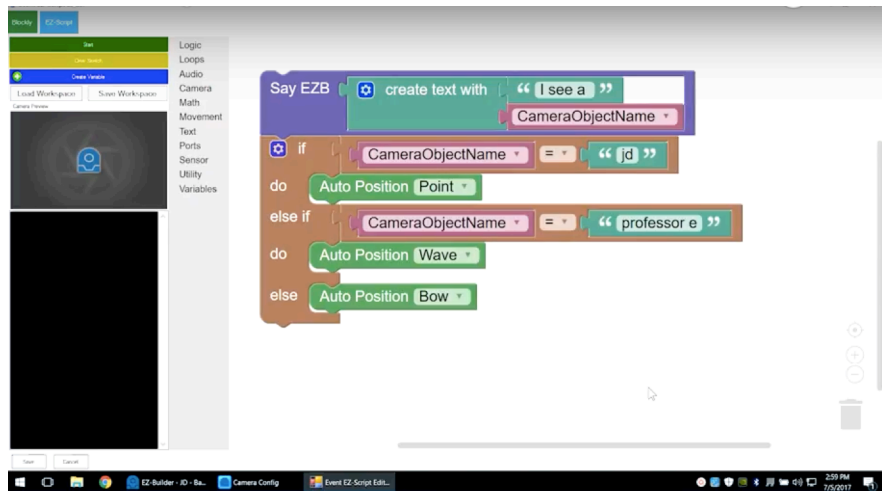 Blockly EZ-Script
Start
Clear Search
Create Variable
Load Workspace Save Workspace
Camera Preview
Logic
Loops
Audio
Camera
Math
Movement
Text
Ports
Sensor
Utility
Variables
Say EZB create text with “ I see a ”
CameraObjectName
if CameraObjectName = “ jd ”
do Auto Position Point
else if CameraObjectName = “ professor e ”
do Auto Position Wave
else Auto Position Bow
Save Cancel
EZ-Builder - JD - Ba... Camera Config Event EZ-Script Edit...
2:59 PM
7/5/2017